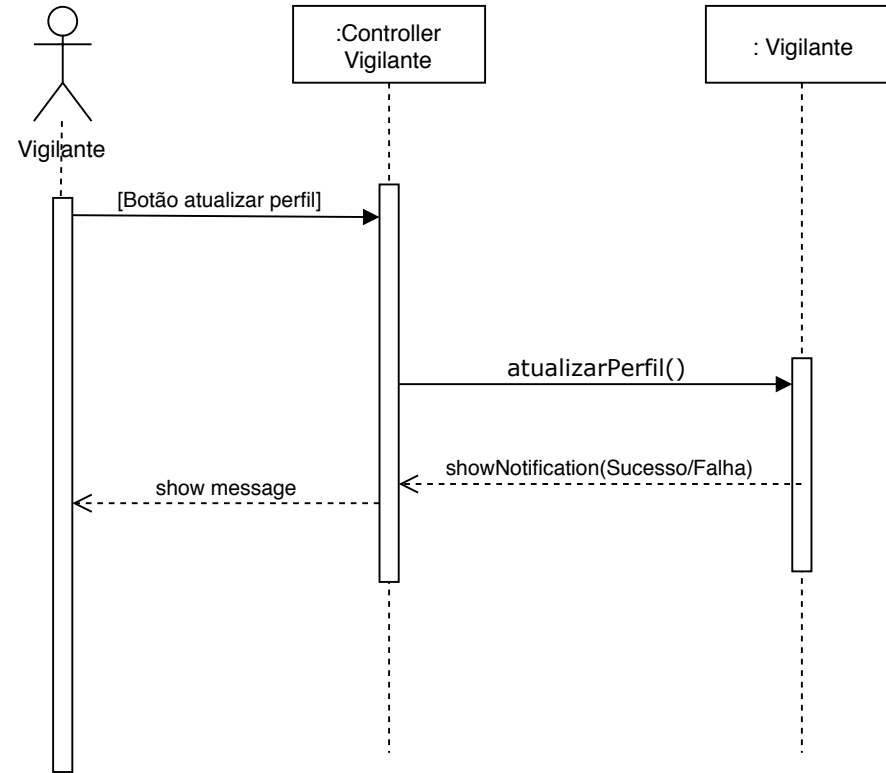 :Controller
Vigilante
: Vigilante
Vigilante
[Botão atualizar perfil]
atualizarPerfil()
showNotification(Sucesso/Falha)
show message